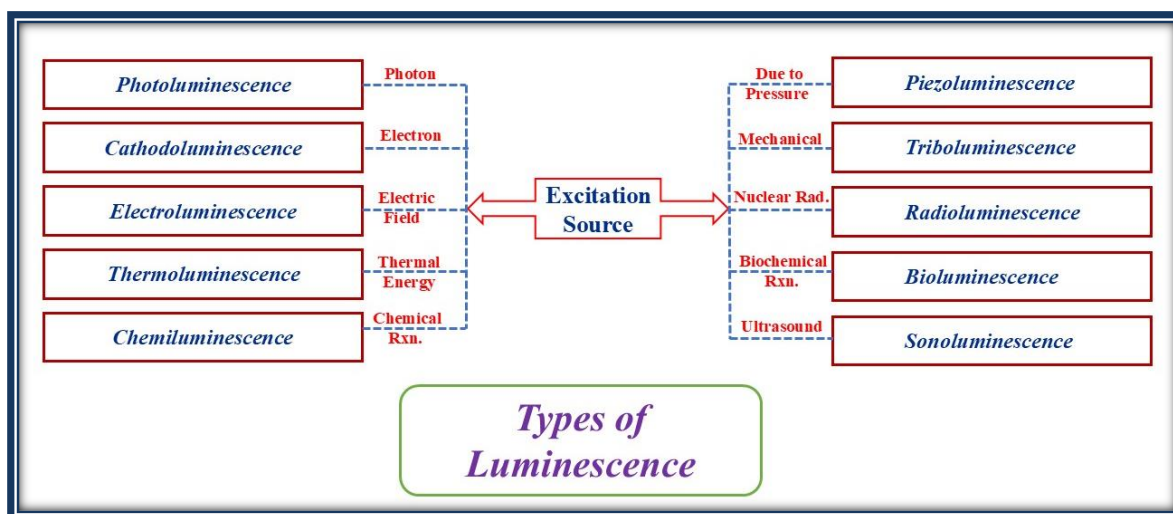 Photoluminescence
Photon
Cathodoluminescence
Electron
Electroluminescence
Electric
Field
Thermoluminescence
Thermal
Energy
Chemiluminescence
Chemical
Rxn.
Excitation
Source
Due to
Pressure
Piezoluminescence
Mechanical
Triboluminescence
Nuclear Rad.
Radioluminescence
Biochemical
Rxn.
Bioluminescence
Ultrasound
Sonoluminescence
Types of
Luminescence